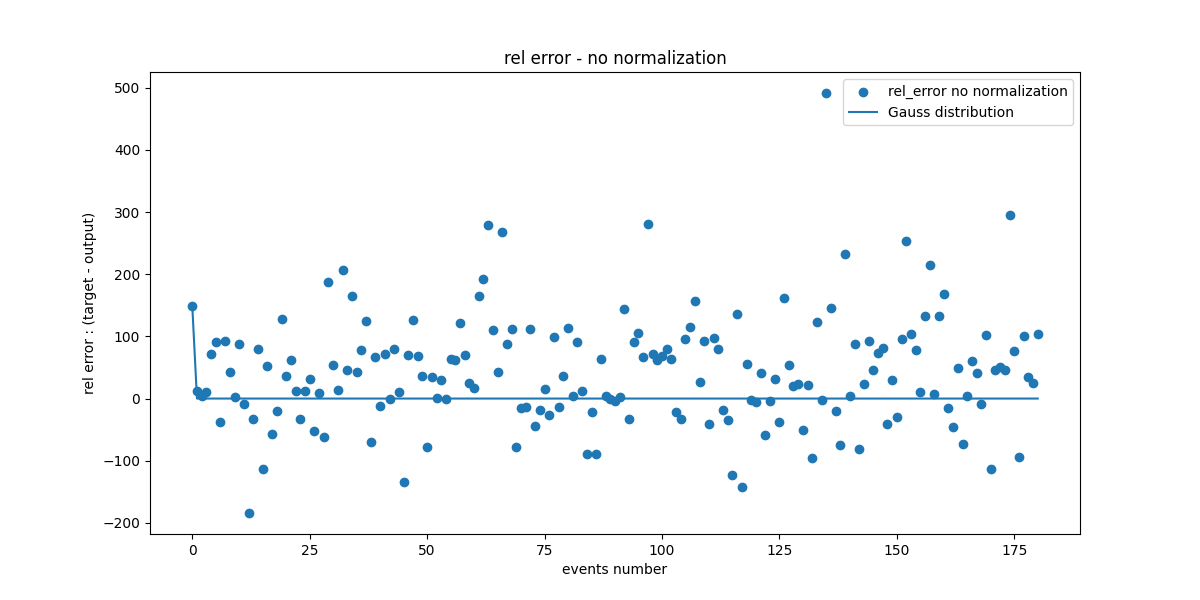 rel error - no normalization
rel_error no normalization
Gauss distribution
500
400
300
200
100
0
−100
−200
rel error : (target - output)
0 25 50 75 100 125 150 175
events number